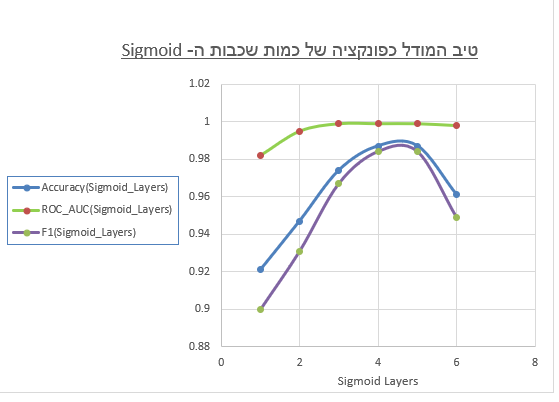 טיב המודל כפונקציה של כמות שכבות ה- Sigmoid
Accuracy(Sigmoid_Layers)
ROC_AUC(Sigmoid_Layers)
F1(Sigmoid_Layers)
1.02
1
0.98
0.96
0.94
0.92
0.9
0.88
0 2 4 6 8
Sigmoid Layers